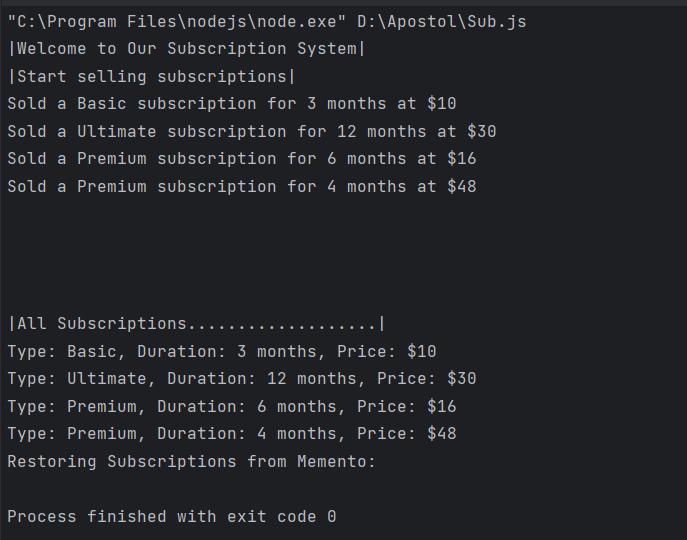 "C:\Program Files\nodejs\node.exe" D:\Apostol\Sub.js
|Welcome to Our Subscription System|
|Start selling subscriptions|
Sold a Basic subscription for 3 months at $10
Sold a Ultimate subscription for 12 months at $30
Sold a Premium subscription for 6 months at $16
Sold a Premium subscription for 4 months at $48
|All Subscriptions...................|
Type: Basic, Duration: 3 months, Price: $10
Type: Ultimate, Duration: 12 months, Price: $30
Type: Premium, Duration: 6 months, Price: $16
Type: Premium, Duration: 4 months, Price: $48
Restoring Subscriptions from Memento:
Process finished with exit code 0